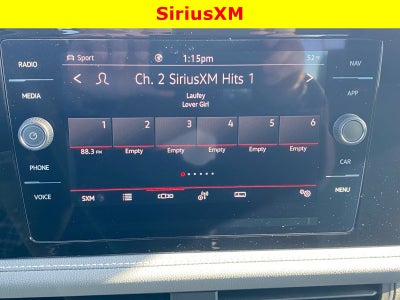 SiriusXM
Sport
1:15pm
52°
RADIO
NAV
< Ch. 2 SiriusXM Hits 1 >
Laufey
Lover Girl
MEDIA
APP
1 2 3 4 5 6
88.3 FM Empty Empty Empty Empty Empty
PHONE
CAR
VOICE
SXM
MENU